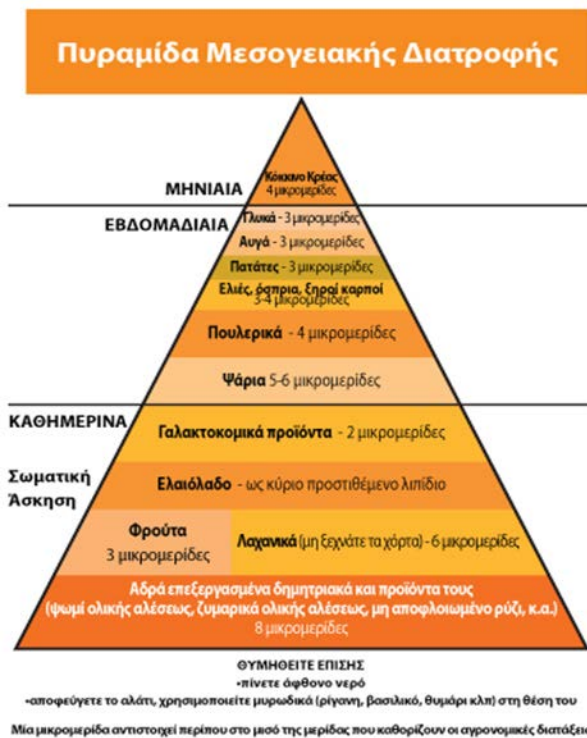 Πυραμίδα Μεσογειακής Διατροφής
Κόκκινο Κρέας
4 μικρομερίδες
ΜΗΝΙΑΙΑ
ΕΒΔΟΜΑΔΙΑΙΑ
Γλυκά - 3 μικρομερίδες
Αυγά - 3 μικρομερίδες
Πατάτες - 3 μικρομερίδες
Ελιές, όσπρια, ξηροί καρποί
3-4 μικρομερίδες
Πουλερικά - 4 μικρομερίδες
Ψάρια 5-6 μικρομερίδες
ΚΑΘΗΜΕΡΙΝΑ
Γαλακτοκομικά προϊόντα - 2 μικρομερίδες
Σωματική
Άσκηση
Ελαιόλαδο - ως κύριο προστιθέμενο λιπίδιο
Φρούτα
3 μικρομερίδες
Λαχανικά (μη ξεχνάτε τα χόρτα) - 6 μικρομερίδες
Αδρά επεξεργασμένα δημητριακά και προϊόντα τους
(ψωμί ολικής αλέσεως, ζυμαρικά ολικής αλέσεως, μη αποφλοιωμένο ρύζι, κ.α.)
8 μικρομερίδες
ΘΥΜΗΘΕΙΤΕ ΕΠΙΣΗΣ
•πίνετε άφθονο νερό
•αποφεύγετε το αλάτι, χρησιμοποιείτε μυρωδικά (ρίγανη, βασιλικό, θυμάρι κλπ) στη θέση του
Μία μικρομερίδα αντιστοιχεί περίπου στο μισό της μερίδας που καθορίζουν οι αγρονομικές